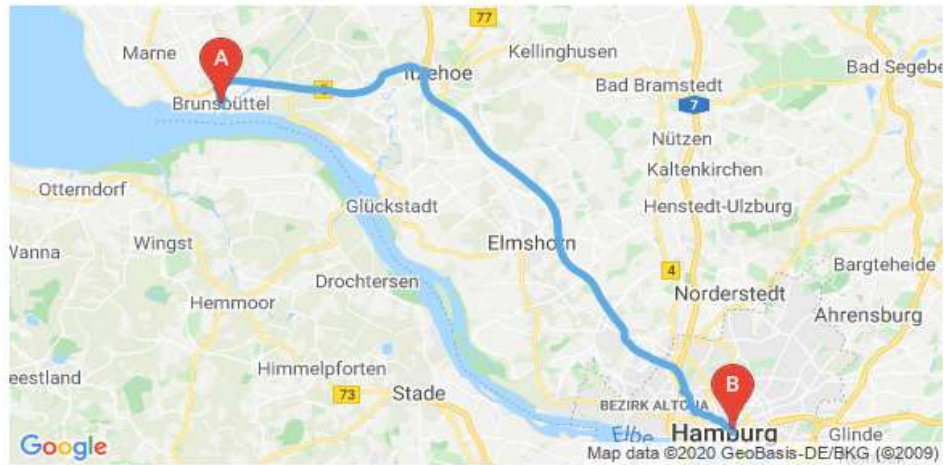 77
Marne
Kellinghusen
A
Itzehoe
Bad Segebe
Bad Bramstedt
Brunsbüttel
5
7
Nützen
Kaltenkirchen
Otterndorf
Glückstadt
Henstedt-Ulzburg
Wanna
Wingst
Elmshorn
4
Bargteheide
Drochtersen
Norderstedt
Hemmoor
Ahrensburg
Himmelpforten
eestland
73
Stade
B
BEZIRK ALTONA
Elbe
Hamburg
Glinde
Google
Map data ©2020 GeoBasis-DE/BKG (©2009)